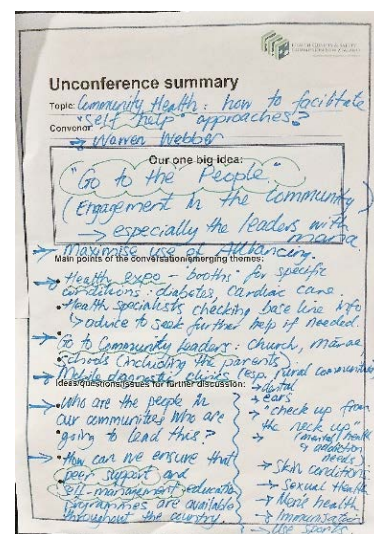 Unconference summary
Topic: Community Health: how to facilitate
"self help" approaches?
Convenor
→ Warren Webber
Our one big idea:
"Go to the People"
(Engagement in the Community)
→ especially the leaders with mana
→ Maximise use of Advancing.
Main points of the conversation/emerging themes:
→ Health expo - booths for specific
conditions: diabetes, cardiac care
Health specialists checking base line info
↳ advice to seek further help if needed.
→ Go to Community leaders: church, marae
schools (including the parents)
→ Mobile clinics (esp. rural communities)
Ideas/questions/issues for further discussion:
→ Who are the people in
our communities who are
going to lead this?
→ How can we ensure that
peer support and
self-management education
programmes are available
throughout the country.
→ dental
→ ears
→ "check up from
the neck up"
(mental health
addiction
needs)
→ Skin conditions
→ Sexual Health
→ Men's health
→ Immunisation
→ Use sports